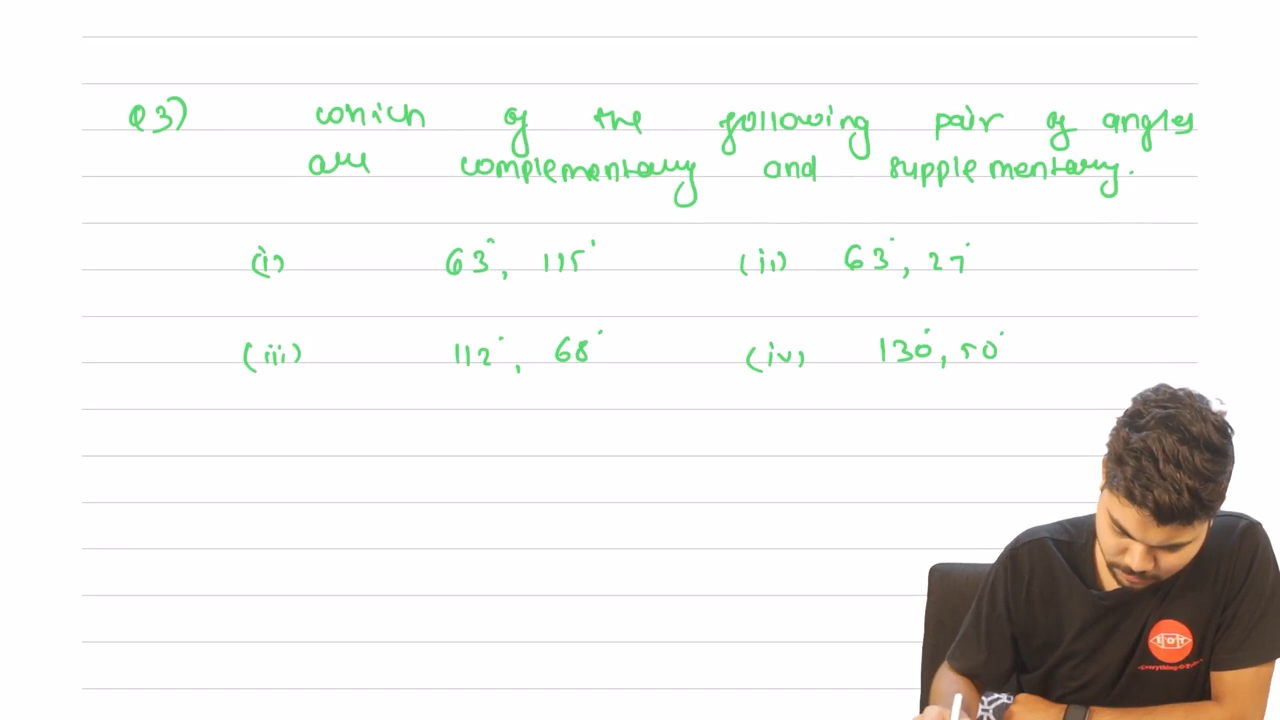 Q3) which of the following pair of angles
are complementary and supplementary.
(i) 63°, 115° (ii) 63°, 27°
(iii) 112°, 68° (iv) 130°, 50°
EOT